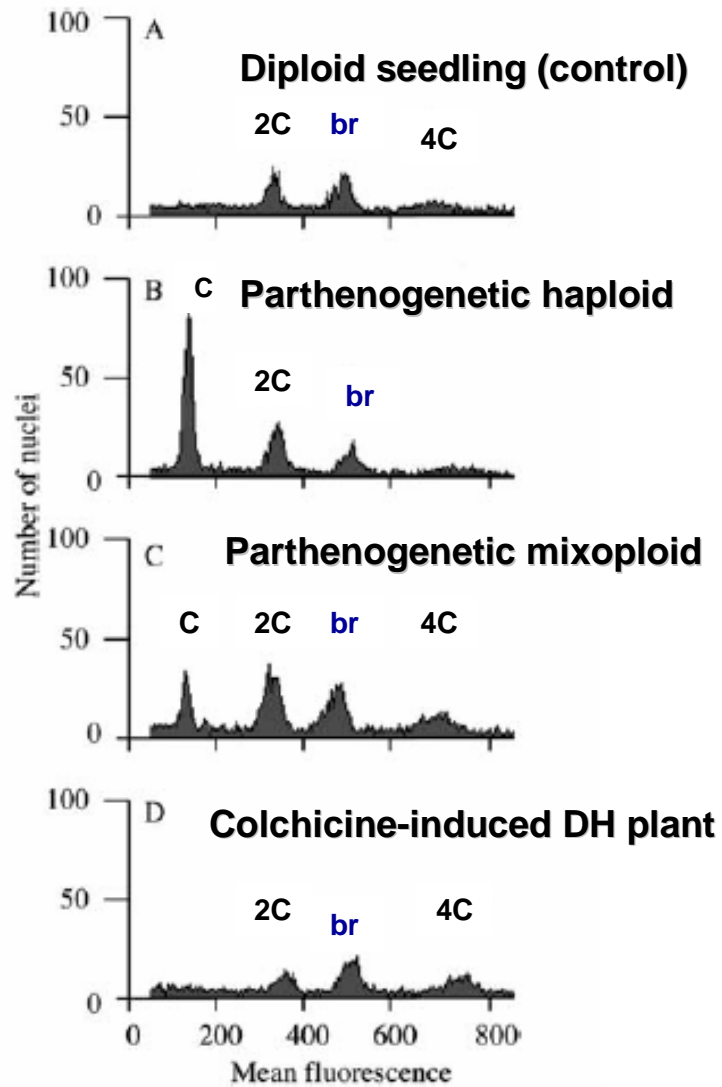 100
A
Diploid seedling (control)
50
2C br 4C
0
100
B C Parthenogenetic haploid
50
2C br
0
Number of nuclei
100
C Parthenogenetic mixoploid
50
C 2C br 4C
0
100
D Colchicine-induced DH plant
50
2C br 4C
0
0 200 400 600 800
Mean fluorescence